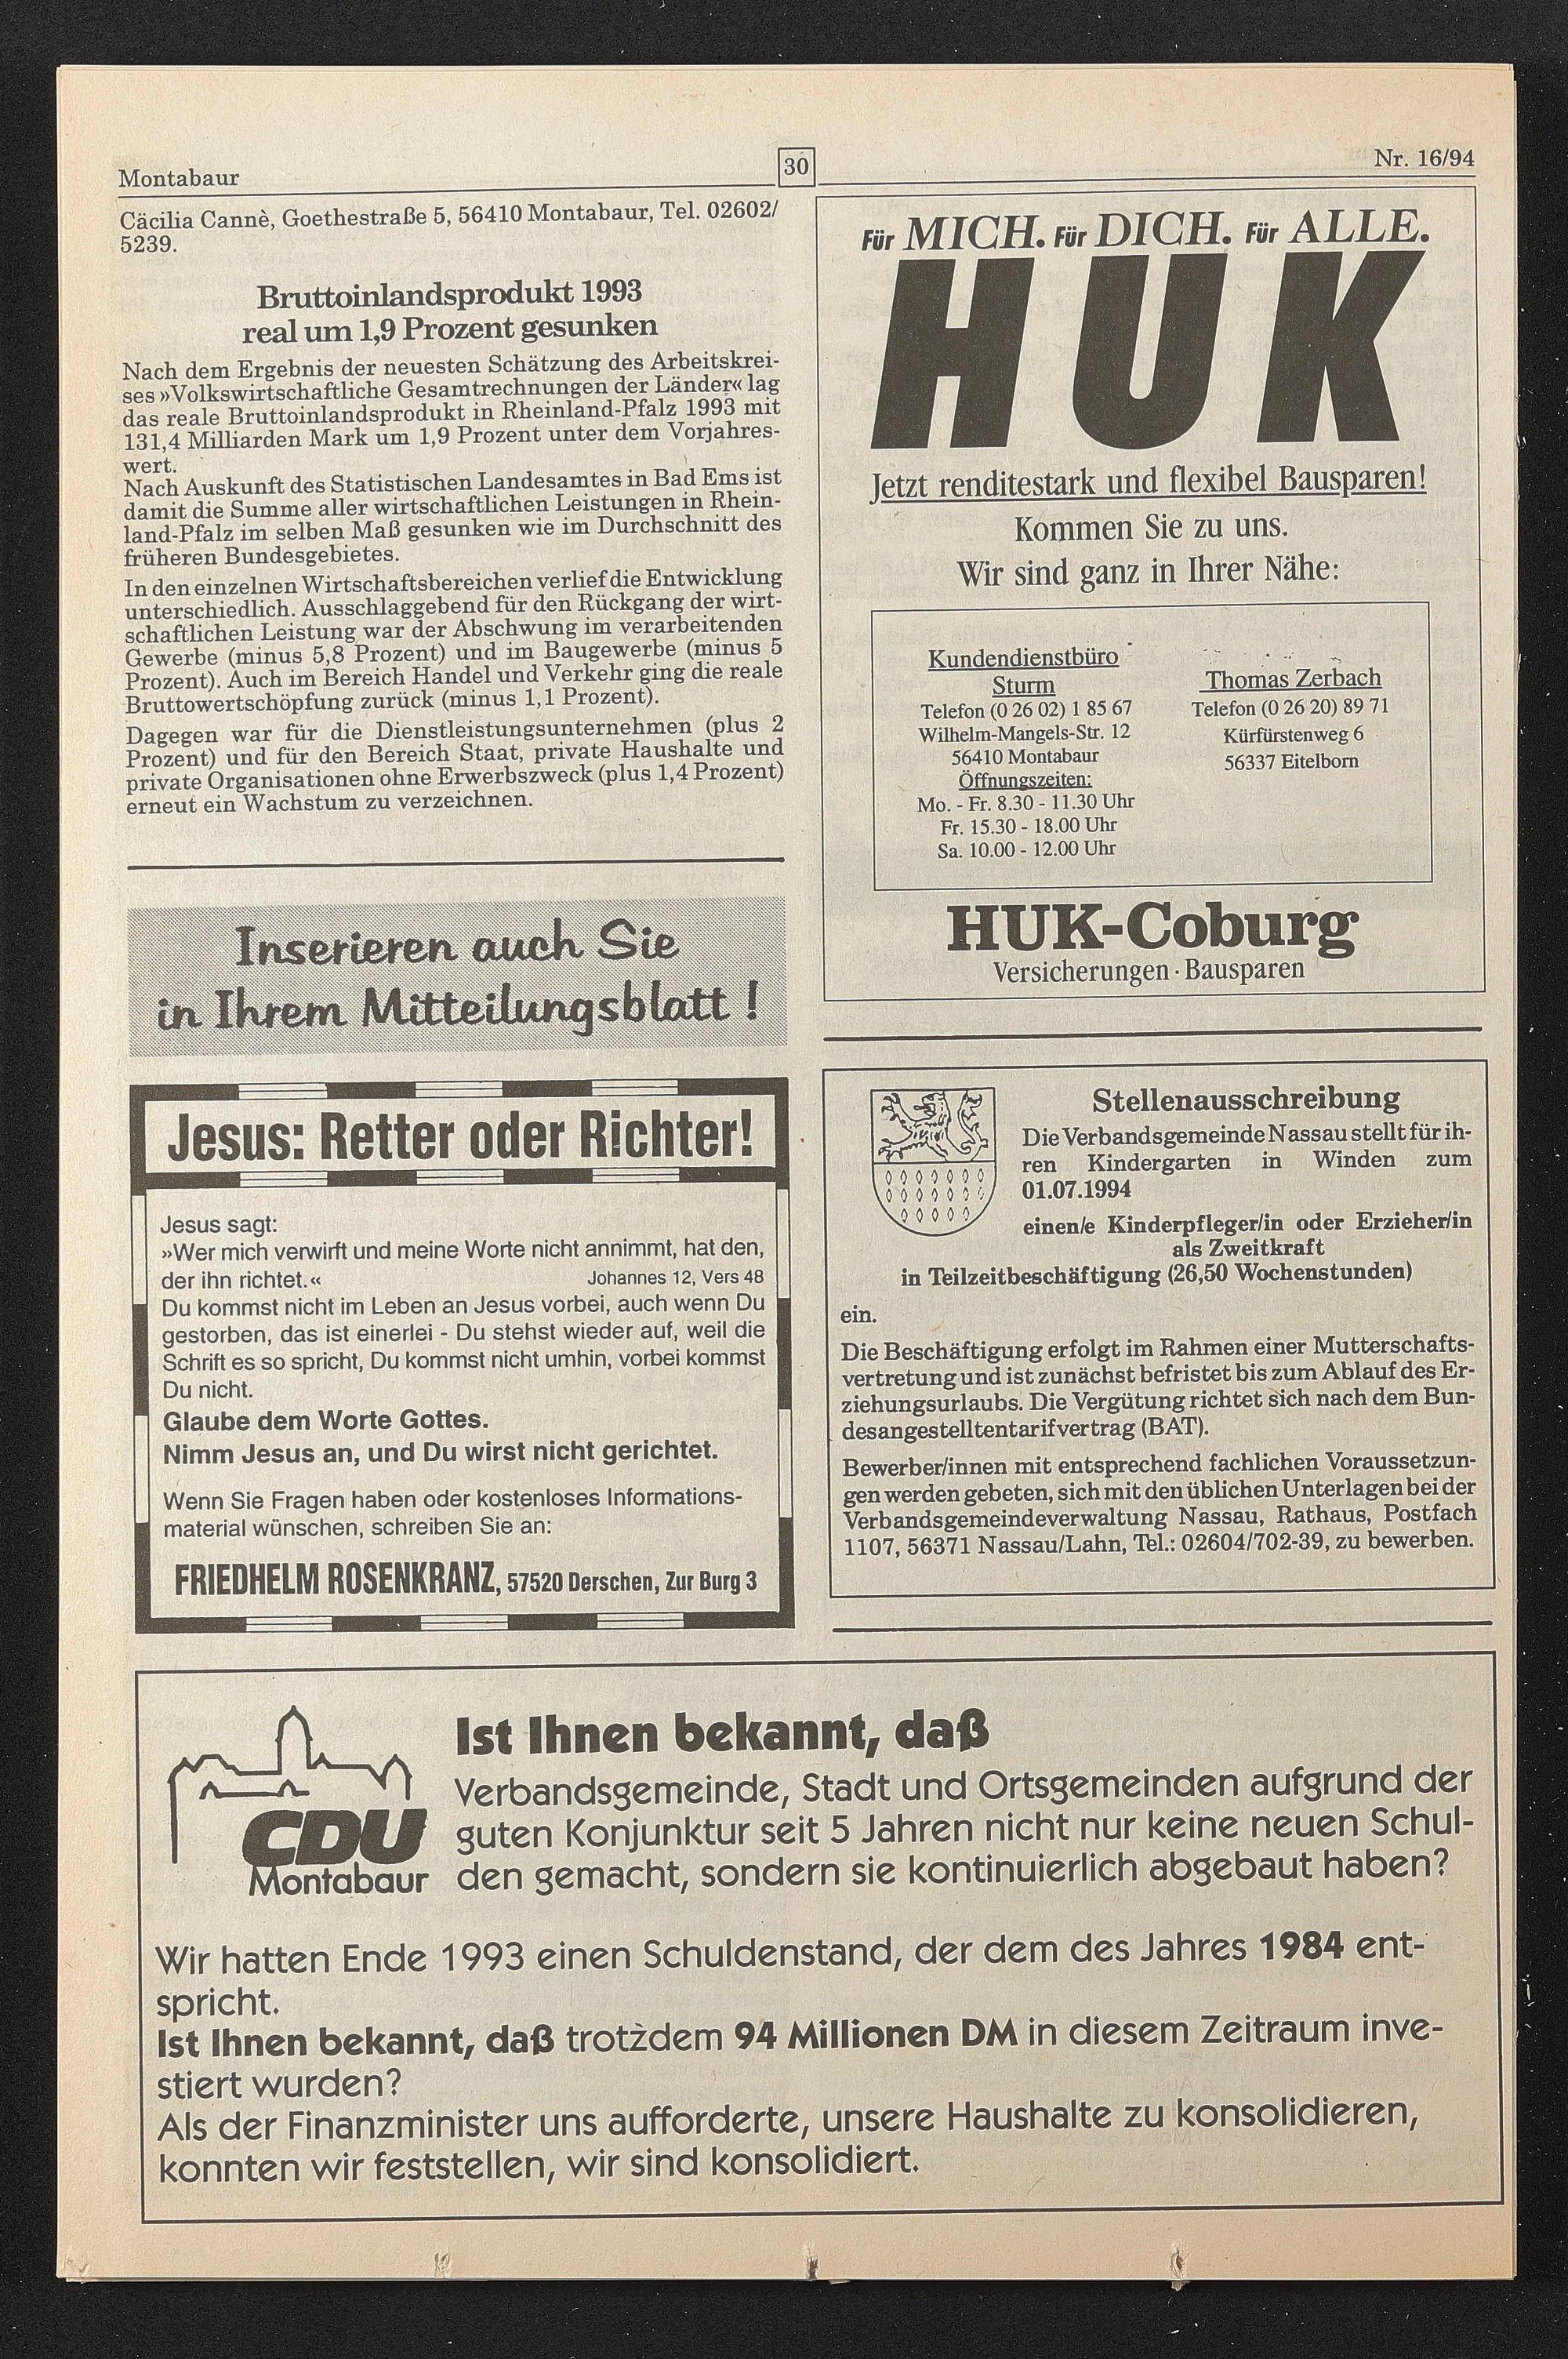 Montabaur
30
Nr. 16/94
Cäcilia Cannè, Goethestraße 5, 56410 Montabaur, Tel. 02602/
5239.
Bruttoinlandsprodukt 1993
real um 1,9 Prozent gesunken
Nach dem Ergebnis der neuesten Schätzung des Arbeitskrei-
ses »Volkswirtschaftliche Gesamtrechnungen der Länder« lag
das reale Bruttoinlandsprodukt in Rheinland-Pfalz 1993 mit
131,4 Milliarden Mark um 1,9 Prozent unter dem Vorjahres-
wert.
Nach Auskunft des Statistischen Landesamtes in Bad Ems ist
damit die Summe aller wirtschaftlichen Leistungen in Rhein-
land-Pfalz im selben Maß gesunken wie im Durchschnitt des
früheren Bundesgebietes.
In den einzelnen Wirtschaftsbereichen verlief die Entwicklung
unterschiedlich. Ausschlaggebend für den Rückgang der wirt-
schaftlichen Leistung war der Abschwung im verarbeitenden
Gewerbe (minus 5,8 Prozent) und im Baugewerbe (minus 5
Prozent). Auch im Bereich Handel und Verkehr ging die reale
Bruttowertschöpfung zurück (minus 1,1 Prozent).
Dagegen war für die Dienstleistungsunternehmen (plus 2
Prozent) und für den Bereich Staat, private Haushalte und
private Organisationen ohne Erwerbszweck (plus 1,4 Prozent)
erneut ein Wachstum zu verzeichnen.
Inserieren auch Sie
in Ihrem Mitteilungsblatt !
Jesus: Retter oder Richter!
Jesus sagt:
»Wer mich verwirft und meine Worte nicht annimmt, hat den,
der ihn richtet.« Johannes 12, Vers 48
Du kommst nicht im Leben an Jesus vorbei, auch wenn Du
gestorben, das ist einerlei - Du stehst wieder auf, weil die
Schrift es so spricht, Du kommst nicht umhin, vorbei kommst
Du nicht.
Glaube dem Worte Gottes.
Nimm Jesus an, und Du wirst nicht gerichtet.
Wenn Sie Fragen haben oder kostenloses Informations-
material wünschen, schreiben Sie an:
FRIEDHELM ROSENKRANZ, 57520 Derschen, Zur Burg 3
Für MICH. Für DICH. Für ALLE.
HUK
Jetzt renditestark und flexibel Bausparen!
Kommen Sie zu uns.
Wir sind ganz in Ihrer Nähe:
Kundendienstbüro
Sturm
Telefon (0 26 02) 1 85 67
Wilhelm-Mangels-Str. 12
56410 Montabaur
Öffnungszeiten:
Mo. - Fr. 8.30 - 11.30 Uhr
Fr. 15.30 - 18.00 Uhr
Sa. 10.00 - 12.00 Uhr
Thomas Zerbach
Telefon (0 26 20) 89 71
Kürfürstenweg 6
56337 Eitelborn
HUK-Coburg
Versicherungen · Bausparen
Stellenausschreibung
Die Verbandsgemeinde Nassau stellt für ih-
ren Kindergarten in Winden zum
01.07.1994
einen/e Kinderpfleger/in oder Erzieher/in
als Zweitkraft
in Teilzeitbeschäftigung (26,50 Wochenstunden)
ein.
Die Beschäftigung erfolgt im Rahmen einer Mutterschafts-
vertretung und ist zunächst befristet bis zum Ablauf des Er-
ziehungsurlaubs. Die Vergütung richtet sich nach dem Bun-
desangestelltentarifvertrag (BAT).
Bewerber/innen mit entsprechend fachlichen Voraussetzun-
gen werden gebeten, sich mit den üblichen Unterlagen bei der
Verbandsgemeindeverwaltung Nassau, Rathaus, Postfach
1107, 56371 Nassau/Lahn, Tel.: 02604/702-39, zu bewerben.
CDU
Montabaur
Ist Ihnen bekannt, daß
Verbandsgemeinde, Stadt und Ortsgemeinden aufgrund der
guten Konjunktur seit 5 Jahren nicht nur keine neuen Schul-
den gemacht, sondern sie kontinuierlich abgebaut haben?
Wir hatten Ende 1993 einen Schuldenstand, der dem des Jahres 1984 ent-
spricht.
Ist Ihnen bekannt, daß trotzdem 94 Millionen DM in diesem Zeitraum inve-
stiert wurden?
Als der Finanzminister uns aufforderte, unsere Haushalte zu konsolidieren,
konnten wir feststellen, wir sind konsolidiert.